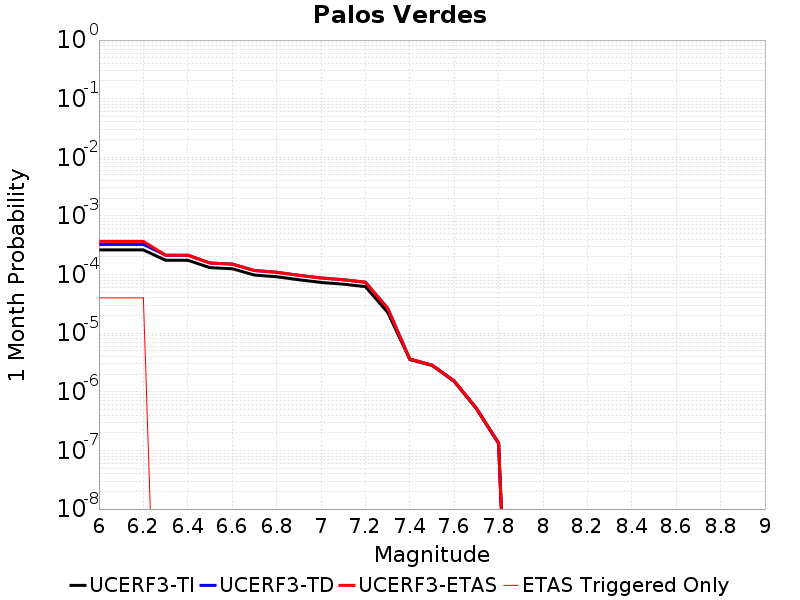 Palos Verdes
10^0
10^-1
10^-2
10^-3
10^-4
10^-5
10^-6
10^-7
10^-8
1 Month Probability
6 6.2 6.4 6.6 6.8 7 7.2 7.4 7.6 7.8 8 8.2 8.4 8.6 8.8 9
Magnitude
UCERF3-TI UCERF3-TD UCERF3-ETAS ETAS Triggered Only